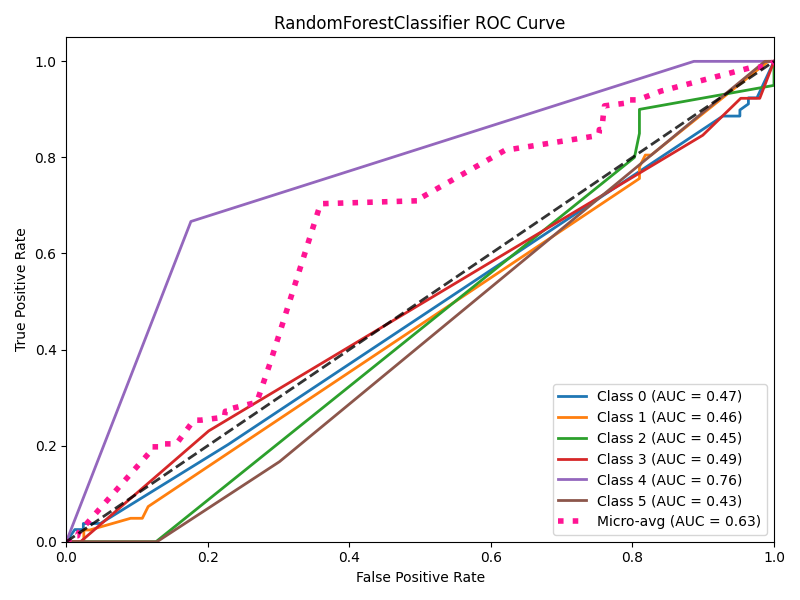 RandomForestClassifier ROC Curve
True Positive Rate
1.0
0.8
0.6
0.4
0.2
0.0
0.0 0.2 0.4 0.6 0.8 1.0
False Positive Rate
Class 0 (AUC = 0.47)
Class 1 (AUC = 0.46)
Class 2 (AUC = 0.45)
Class 3 (AUC = 0.49)
Class 4 (AUC = 0.76)
Class 5 (AUC = 0.43)
Micro-avg (AUC = 0.63)